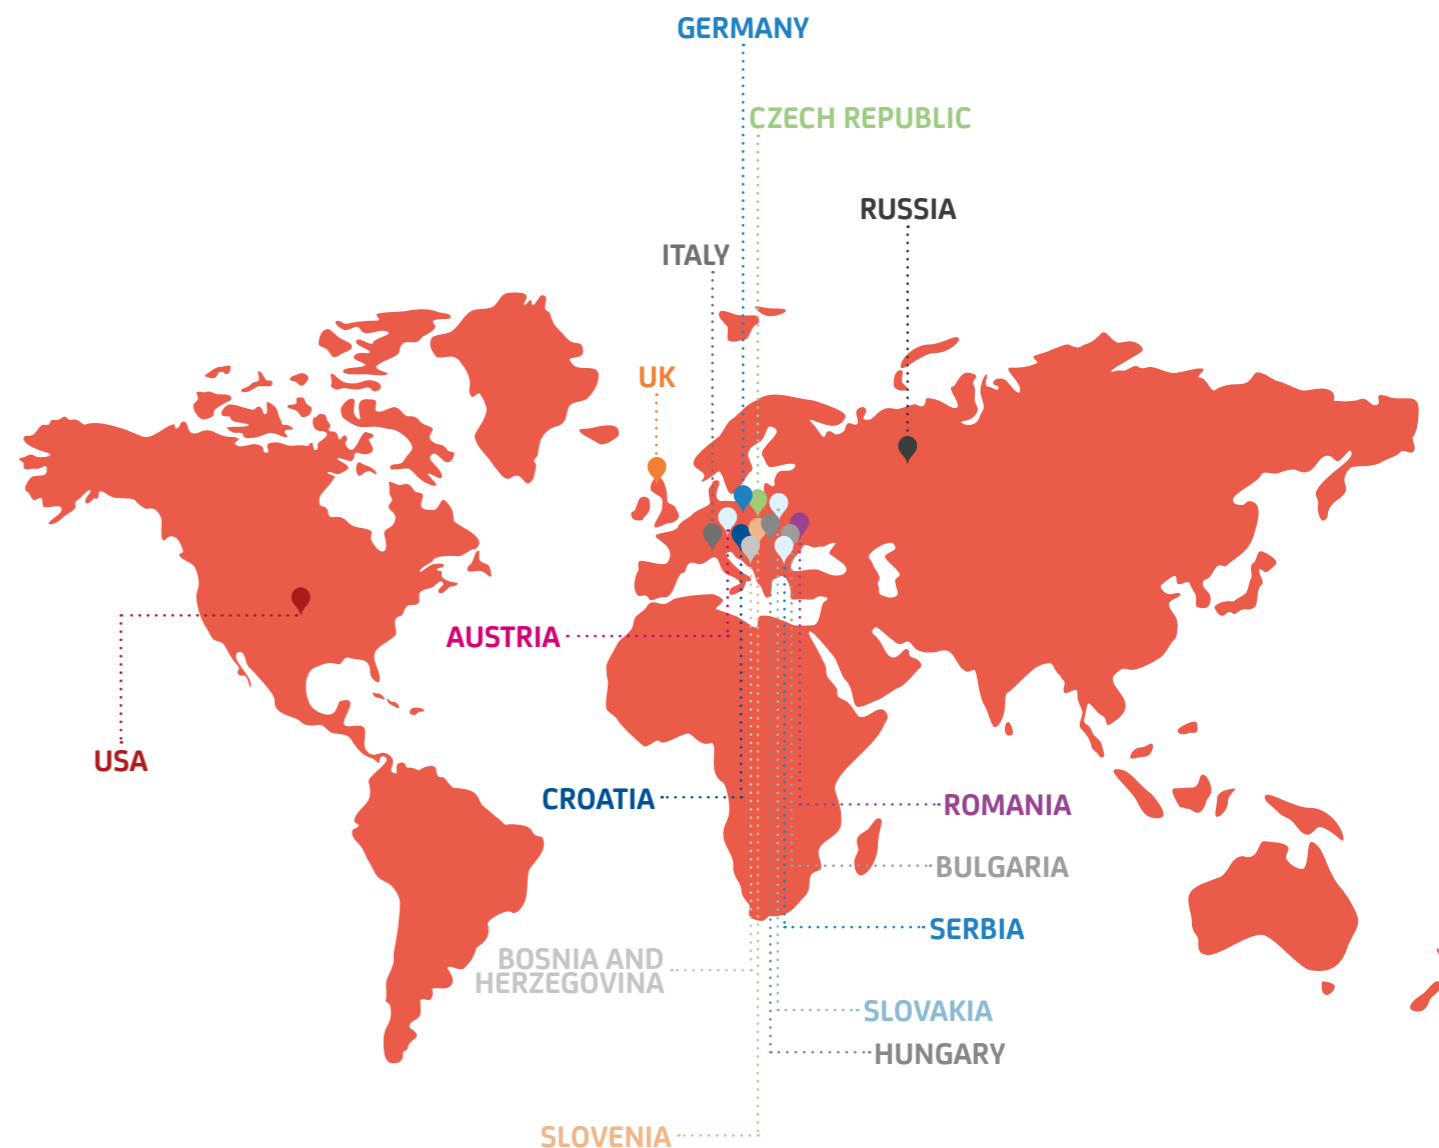 GERMANY
CZECH REPUBLIC
RUSSIA
ITALY
UK
AUSTRIA
USA
CROATIA
ROMANIA
BULGARIA
SERBIA
BOSNIA AND
HERZEGOVINA
SLOVAKIA
HUNGARY
SLOVENIA